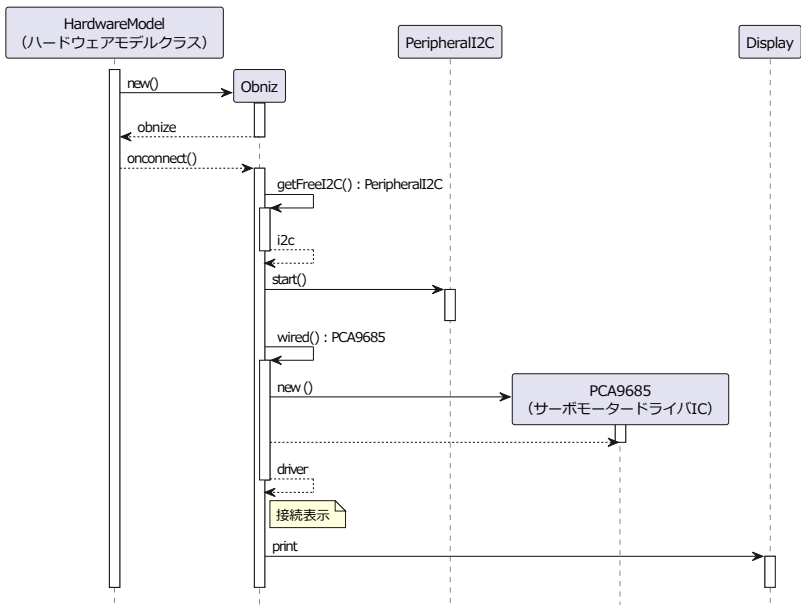 HardwareModel
（ハードウェアモデルクラス）
PeripheralI2C
Display
new()
Obniz
obnize
onconnect()
getFreeI2C() : PeripheralI2C
i2c
start()
wired() : PCA9685
new ()
PCA9685
（サーボモータードライバIC）
driver
接続表示
print